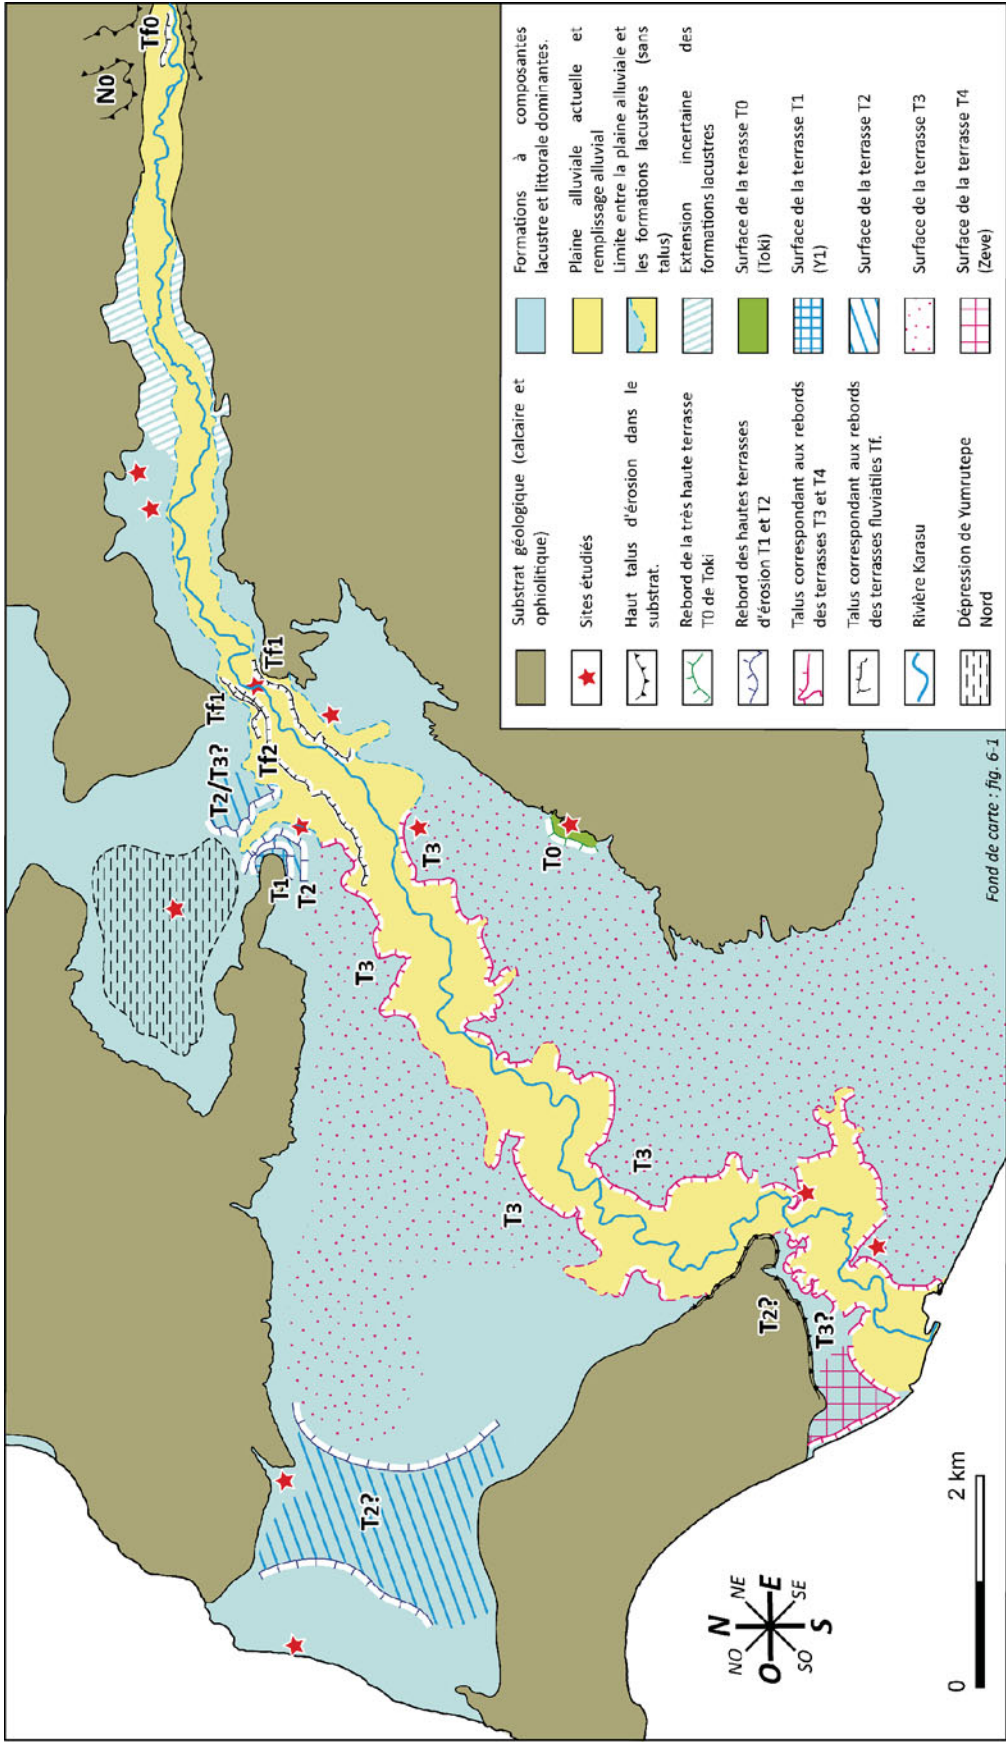 N0
Tf0
Tf1
Tf1
Tf2
T2/T3?
T1
T2
T3
T3
T0
T3
T3
T2?
T2?
T3?
N
NO
NE
O
E
SO
SE
S
0
2 km
Substrat géologique (calcaire et
ophiolitique)
Sites étudiés
Haut talus d'érosion dans le
substrat.
Rebord de la très haute terrasse
T0 de Toki
Rebord des hautes terrasses
d'érosion T1 et T2
Talus correspondant aux rebords
des terrasses T3 et T4
Talus correspondant aux rebords
des terrasses fluviatiles Tf.
Rivière Karasu
Dépression de Yumrutepe
Nord
Formations à composantes
lacustre et littorale dominantes.
Plaine alluviale actuelle et
remplissage alluvial
Limite entre la plaine alluviale et
les formations lacustres (sans
talus)
Extension incertaine des
formations lacustres
Surface de la terasse T0
(Toki)
Surface de la terrasse T1
(Y1)
Surface de la terrasse T2
Surface de la terrasse T3
Surface de la terrasse T4
(Zeve)
Fond de carte : fig. 6-1